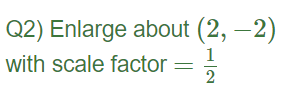 Q2) Enlarge about (2, −2)
with scale factor = 1/2